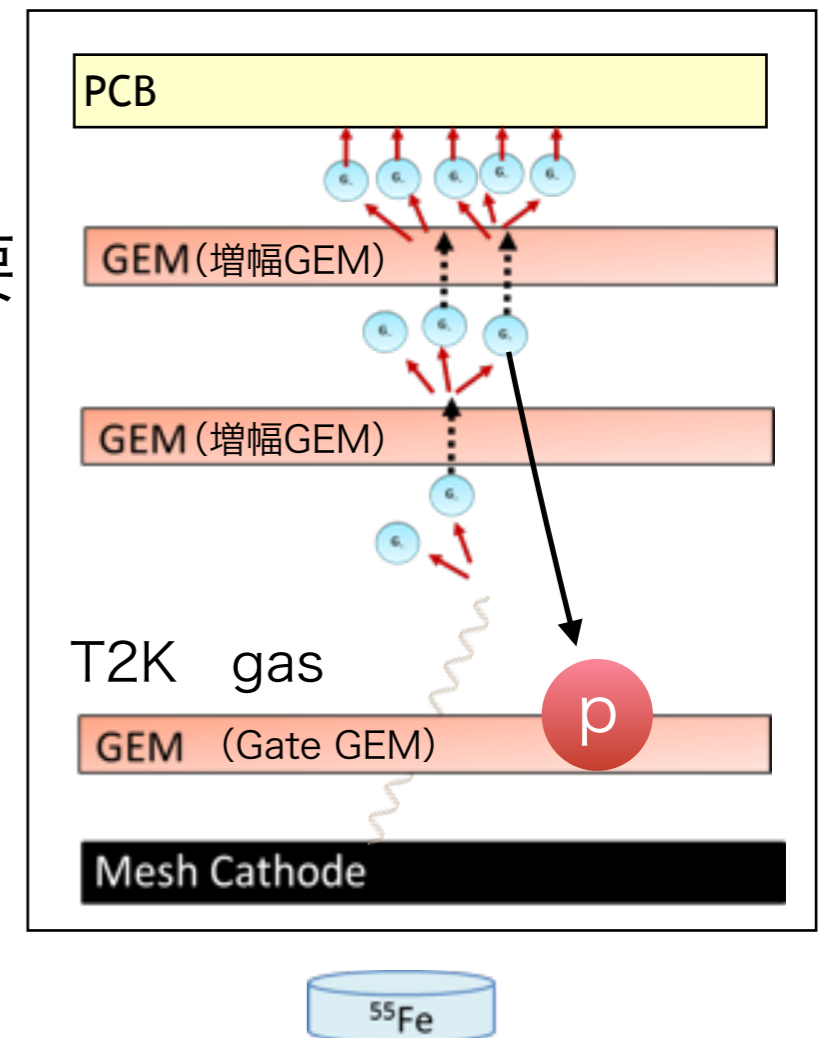 PCB
GEM(増幅GEM)
GEM(増幅GEM)
T2K gas
p
GEM (Gate GEM)
Mesh Cathode
⁵⁵Fe